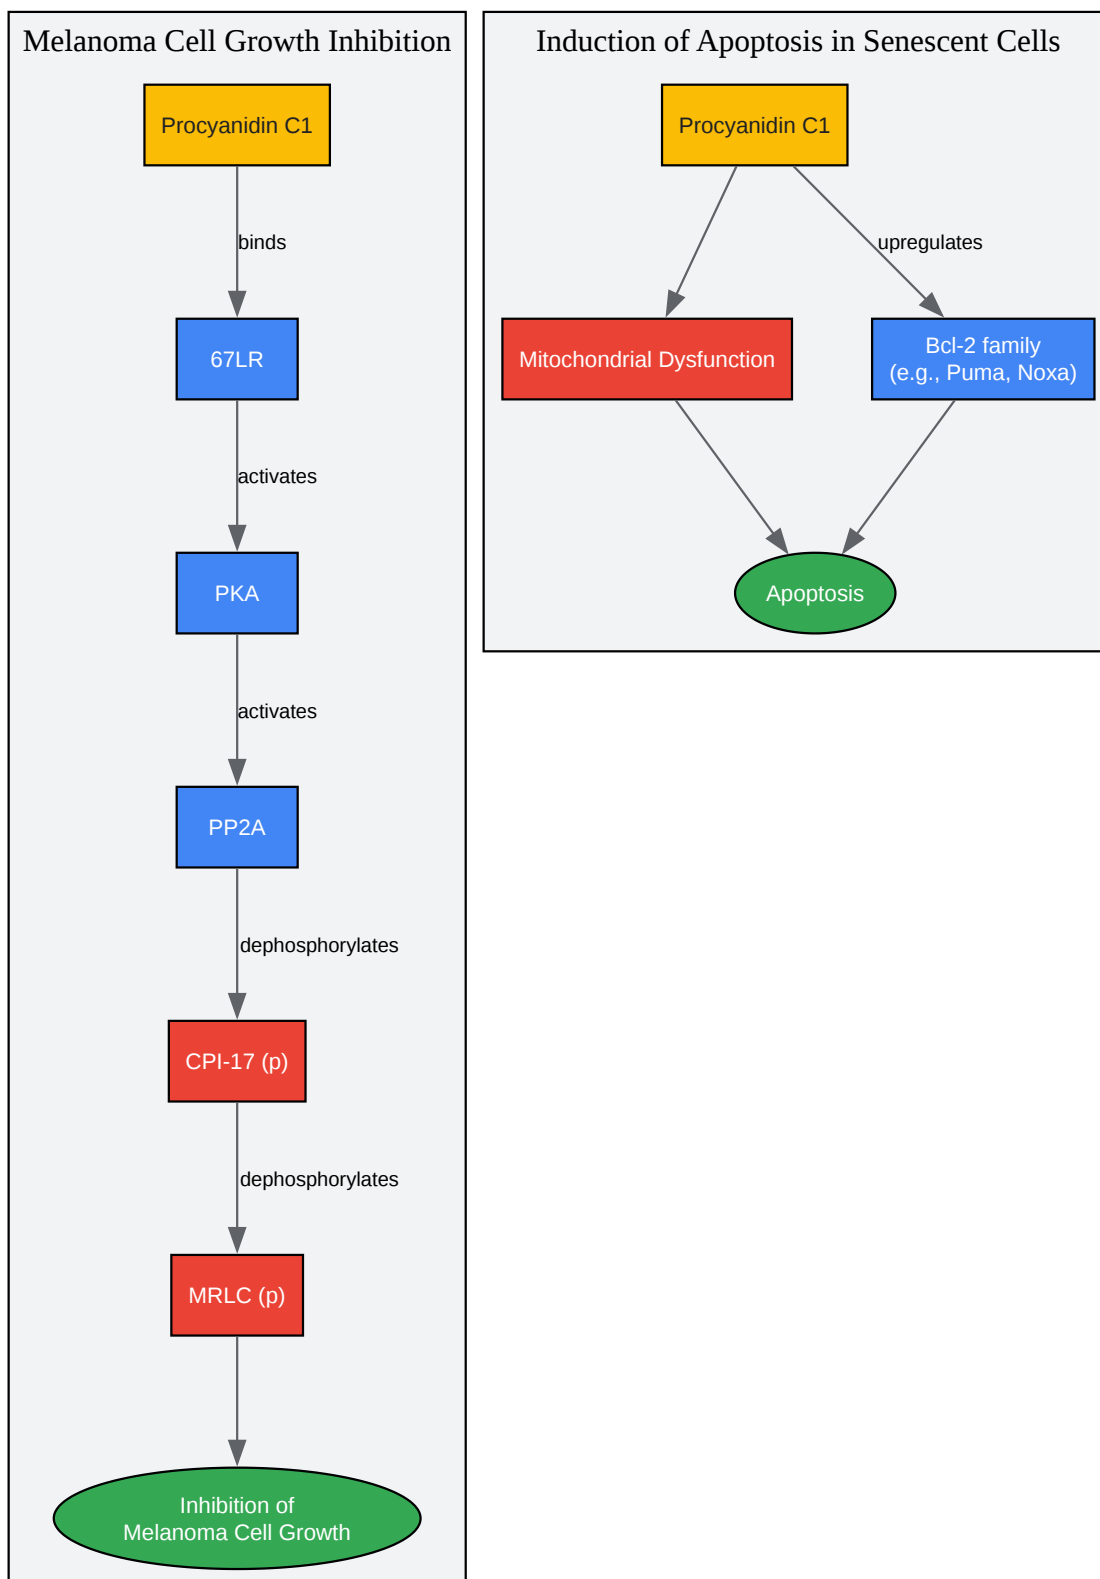 Melanoma Cell Growth Inhibition
Procyanidin C1
binds
67LR
activates
PKA
activates
PP2A
dephosphorylates
CPI-17 (p)
dephosphorylates
MRLC (p)
Inhibition of
Melanoma Cell Growth
Induction of Apoptosis in Senescent Cells
Procyanidin C1
upregulates
Mitochondrial Dysfunction
Bcl-2 family
(e.g., Puma, Noxa)
Apoptosis